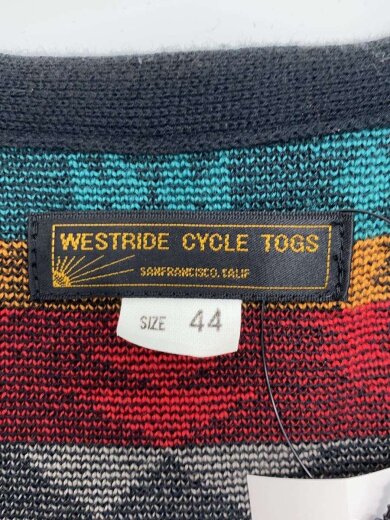 WESTRIDE CYCLE TOGS
SANFRANCISCO, CALIF
SIZE 44